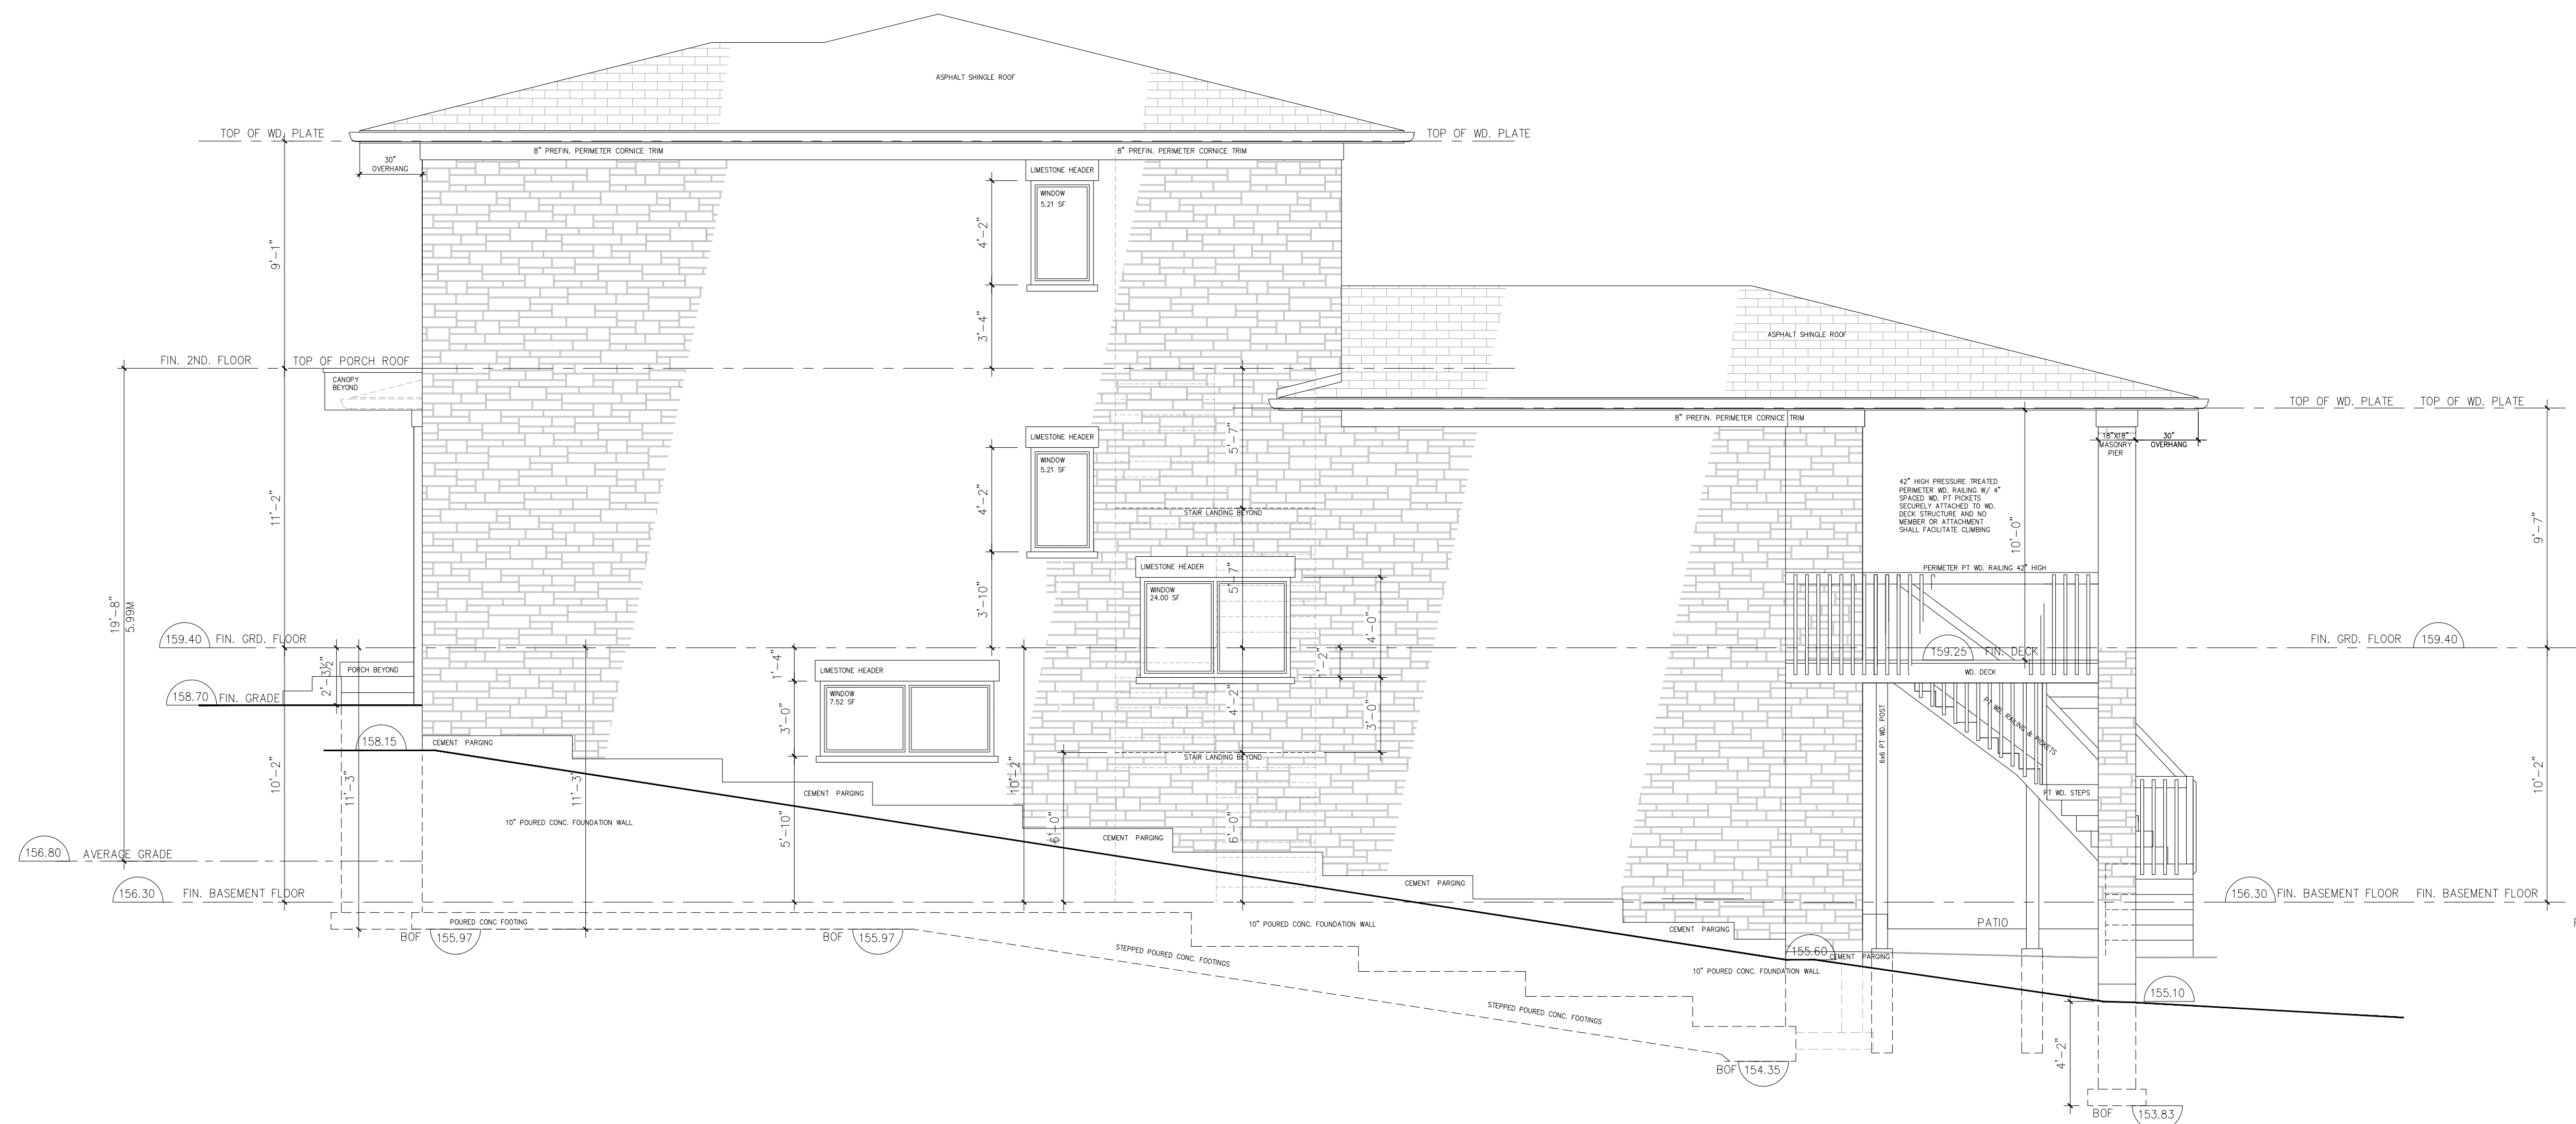 ASPHALT SHINGLE ROOF
TOP OF WD. PLATE
TOP OF WD. PLATE
8" PREFIN. PERIMETER CORNICE TRIM
8" PREFIN. PERIMETER CORNICE TRIM
30"
OVERHANG
LIMESTONE HEADER
WINDOW
5.21 SF
9'-1"
4'-2"
3'-4"
ASPHALT SHINGLE ROOF
FIN. 2ND. FLOOR
TOP OF PORCH ROOF
CANOPY
BEYOND
TOP OF WD. PLATE
TOP OF WD. PLATE
8" PREFIN. PERIMETER CORNICE TRIM
18"X18"
MASONRY
PIER
30"
OVERHANG
LIMESTONE HEADER
WINDOW
5.21 SF
5'-7"
4'-2"
11'-2"
STAIR LANDING BEYOND
42" HIGH PRESSURE TREATED
PERIMETER WD. RAILING W/ 4"
SPACED WD. PT PICKETS
SECURELY ATTACHED TO WD.
DECK STRUCTURE AND NO
MEMBER OR ATTACHMENT
SHALL FACILITATE CLIMBING
10'-0"
9'-7"
LIMESTONE HEADER
WINDOW
24.00 SF
5'-7"
3'-10"
4'-0"
PERIMETER PT WD. RAILING 42" HIGH
19'-8"
5.99M
159.40
FIN. GRD. FLOOR
FIN. GRD. FLOOR
159.40
159.25
FIN. DECK
WD. DECK
2'-3½"
PORCH BEYOND
1'-4"
LIMESTONE HEADER
WINDOW
7.52 SF
1'-2"
158.70
FIN. GRADE
3'-0"
4'-2"
3'-0"
6x6 PT WD. POST
PT WD. RAILING & PICKETS
158.15
CEMENT PARGING
STAIR LANDING BEYOND
10'-2"
11'-3"
11'-3"
10'-2"
10'-2"
CEMENT PARGING
PT WD. STEPS
10" POURED CONC. FOUNDATION WALL
5'-10"
6'-0"
6'-0"
CEMENT PARGING
156.80
AVERAGE GRADE
CEMENT PARGING
156.30
FIN. BASEMENT FLOOR
156.30
FIN. BASEMENT FLOOR
FIN. BASEMENT FLOOR
POURED CONC FOOTING
10" POURED CONC. FOUNDATION WALL
CEMENT PARGING
PATIO
BOF
155.97
BOF
155.97
STEPPED POURED CONC. FOOTINGS
155.60
CEMENT PARGING
10" POURED CONC. FOUNDATION WALL
155.10
STEPPED POURED CONC. FOOTINGS
4'-2"
BOF
154.35
BOF
153.83